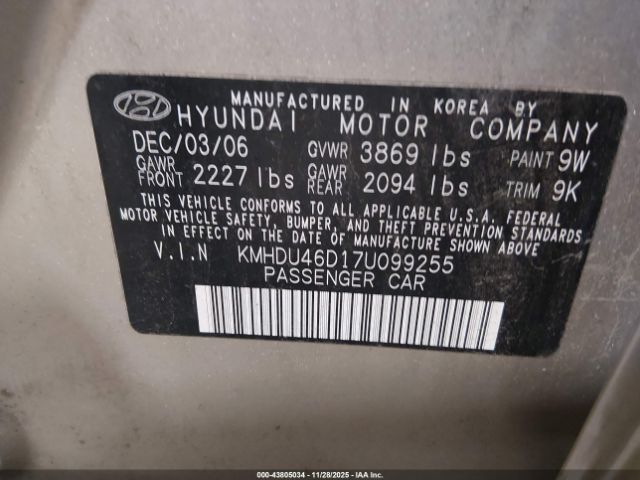 MANUFACTURED IN KOREA BY
HYUNDAI MOTOR COMPANY
DEC/03/06 GVWR 3869 lbs PAINT 9W
GAWR FRONT 2227 lbs GAWR REAR 2094 lbs TRIM 9K
THIS VEHICLE CONFORMS TO ALL APPLICABLE U.S.A. FEDERAL
MOTOR VEHICLE SAFETY, BUMPER, AND THEFT PREVENTION
STANDARDS IN EFFECT ON THE DATE OF MANUFACTURE SHOWN ABOVE
V.I.N KMHDU46D17U099255
PASSENGER CAR
000-43805034 - 11/28/2025 - IAAI, Inc.